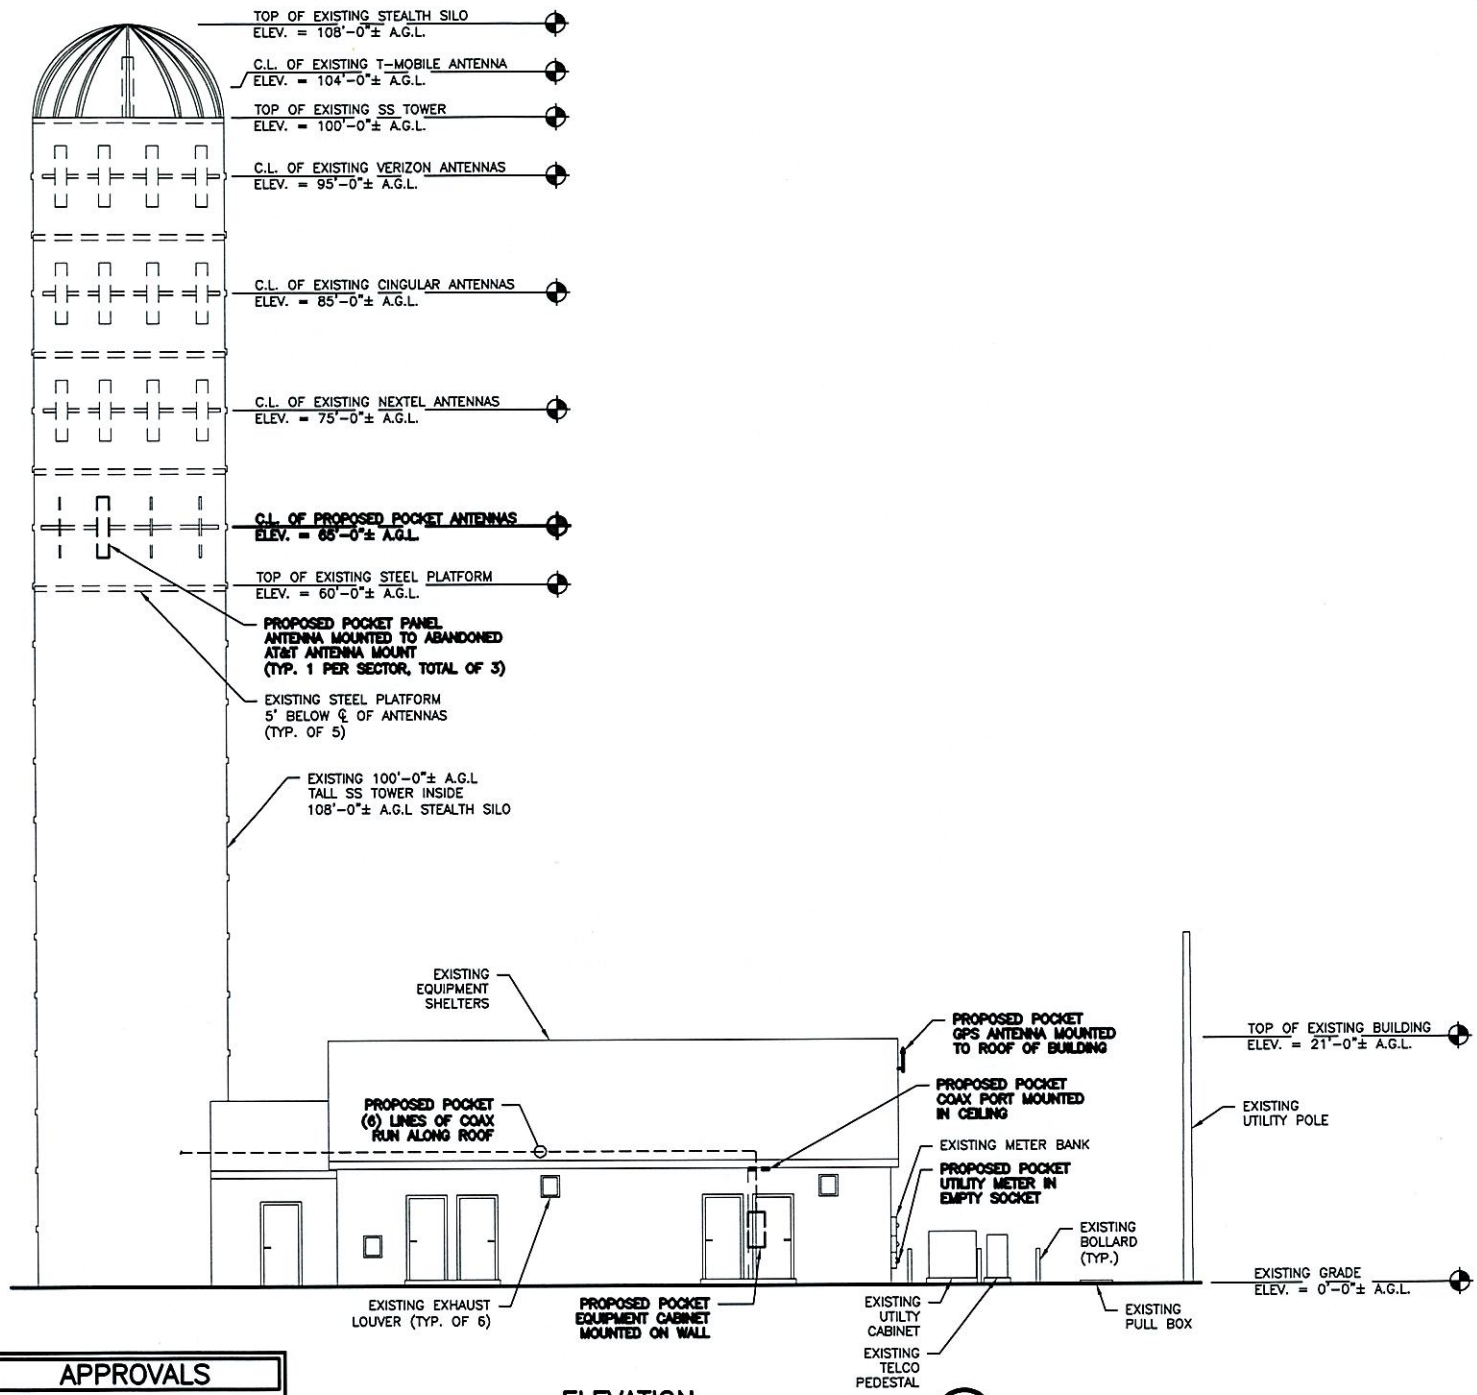 TOP OF EXISTING STEALTH SILO
ELEV. = 108'-0"± A.G.L.
C.L. OF EXISTING T-MOBILE ANTENNA
ELEV. = 104'-0"± A.G.L.
TOP OF EXISTING SS TOWER
ELEV. = 100'-0"± A.G.L.
C.L. OF EXISTING VERIZON ANTENNAS
ELEV. = 95'-0"± A.G.L.
C.L. OF EXISTING CINGULAR ANTENNAS
ELEV. = 85'-0"± A.G.L.
C.L. OF EXISTING NEXTEL ANTENNAS
ELEV. = 75'-0"± A.G.L.
C.L. OF PROPOSED POCKET ANTENNAS
ELEV. = 65'-0"± A.G.L.
TOP OF EXISTING STEEL PLATFORM
ELEV. = 60'-0"± A.G.L.
PROPOSED POCKET PANEL
ANTENNA MOUNTED TO ABANDONED
AT&T ANTENNA MOUNT
(TYP. 1 PER SECTOR, TOTAL OF 3)
EXISTING STEEL PLATFORM
5' BELOW ℄ OF ANTENNAS
(TYP. OF 5)
EXISTING 100'-0"± A.G.L
TALL SS TOWER INSIDE
108'-0"± A.G.L STEALTH SILO
EXISTING
EQUIPMENT
SHELTERS
PROPOSED POCKET
GPS ANTENNA MOUNTED
TO ROOF OF BUILDING
TOP OF EXISTING BUILDING
ELEV. = 21'-0"± A.G.L.
PROPOSED POCKET
COAX PORT MOUNTED
IN CEILING
PROPOSED POCKET
(6) LINES OF COAX
RUN ALONG ROOF
EXISTING
UTILITY POLE
EXISTING METER BANK
PROPOSED POCKET
UTILITY METER IN
EMPTY SOCKET
EXISTING
BOLLARD
(TYP.)
EXISTING GRADE
ELEV. = 0'-0"± A.G.L.
EXISTING EXHAUST
LOUVER (TYP. OF 6)
PROPOSED POCKET
EQUIPMENT CABINET
MOUNTED ON WALL
EXISTING
UTILTY
CABINET
EXISTING
PULL BOX
EXISTING
TELCO
PEDESTAL
APPROVALS
ELEVATION